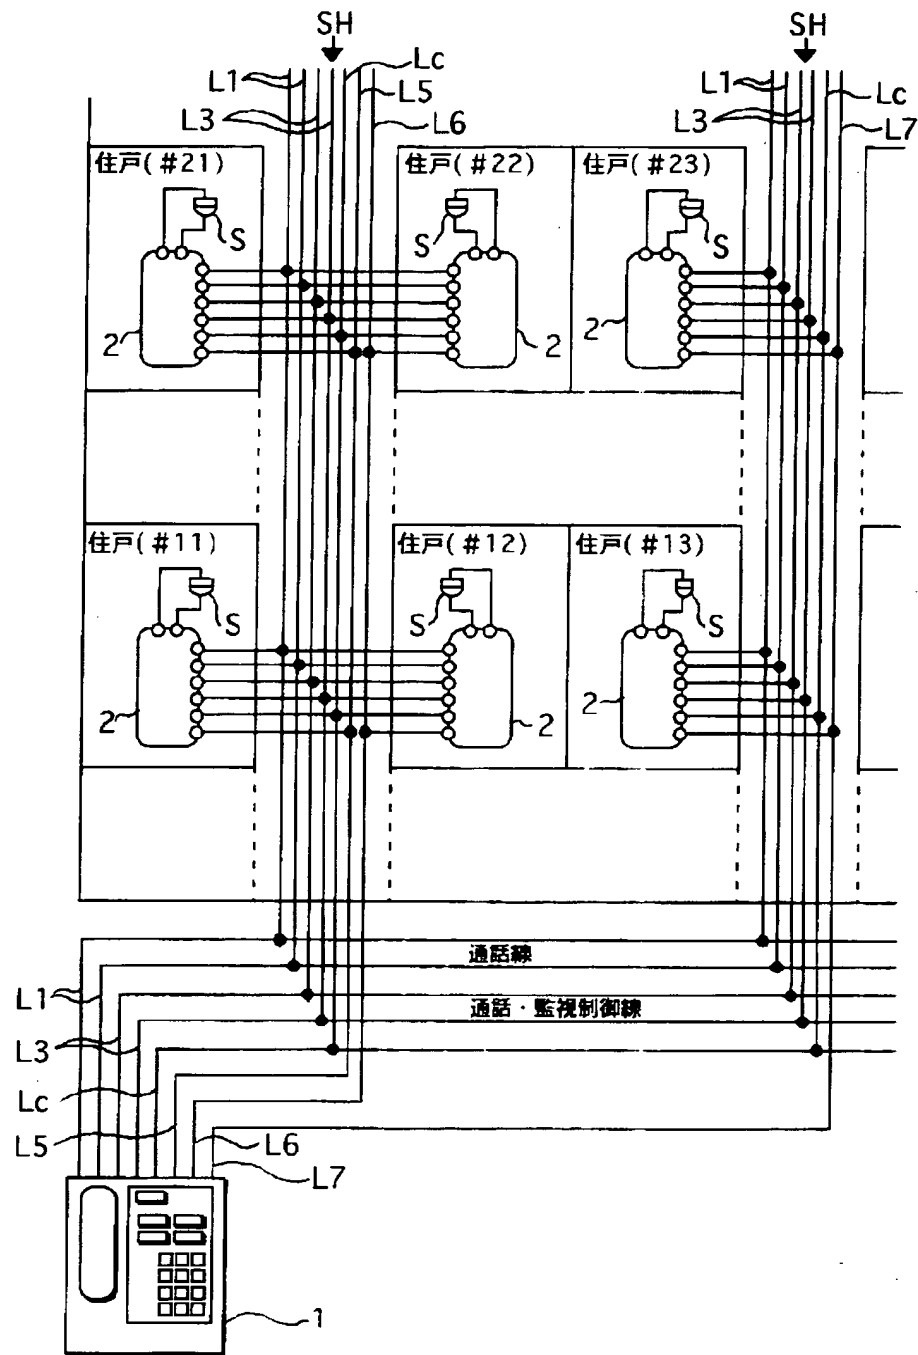 SH SH
L1 Lc L1 Lc
L5
L3 L6 L3 L7
住戸(#21) 住戸(#22) 住戸(#23)
S S S
2 2 2
住戸(#11) 住戸(#12) 住戸(#13)
S S S
2 2 2
通話線
L1 通話・監視制御線
L3
Lc
L5 L6
L7
1